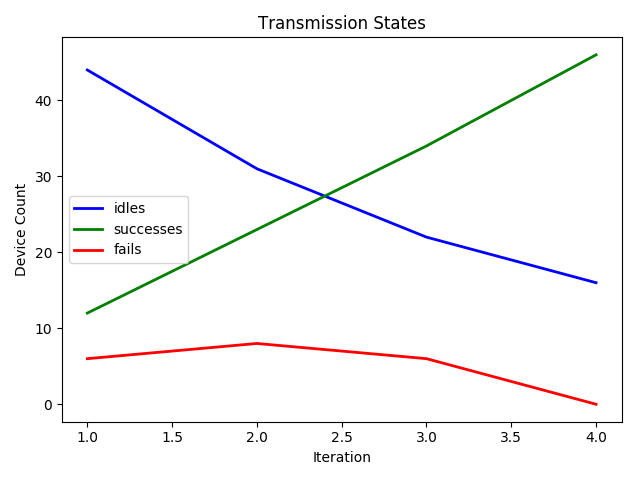 Transmission States
Device Count
40
30
20
10
0
idles
successes
fails
1.0 1.5 2.0 2.5 3.0 3.5 4.0
Iteration